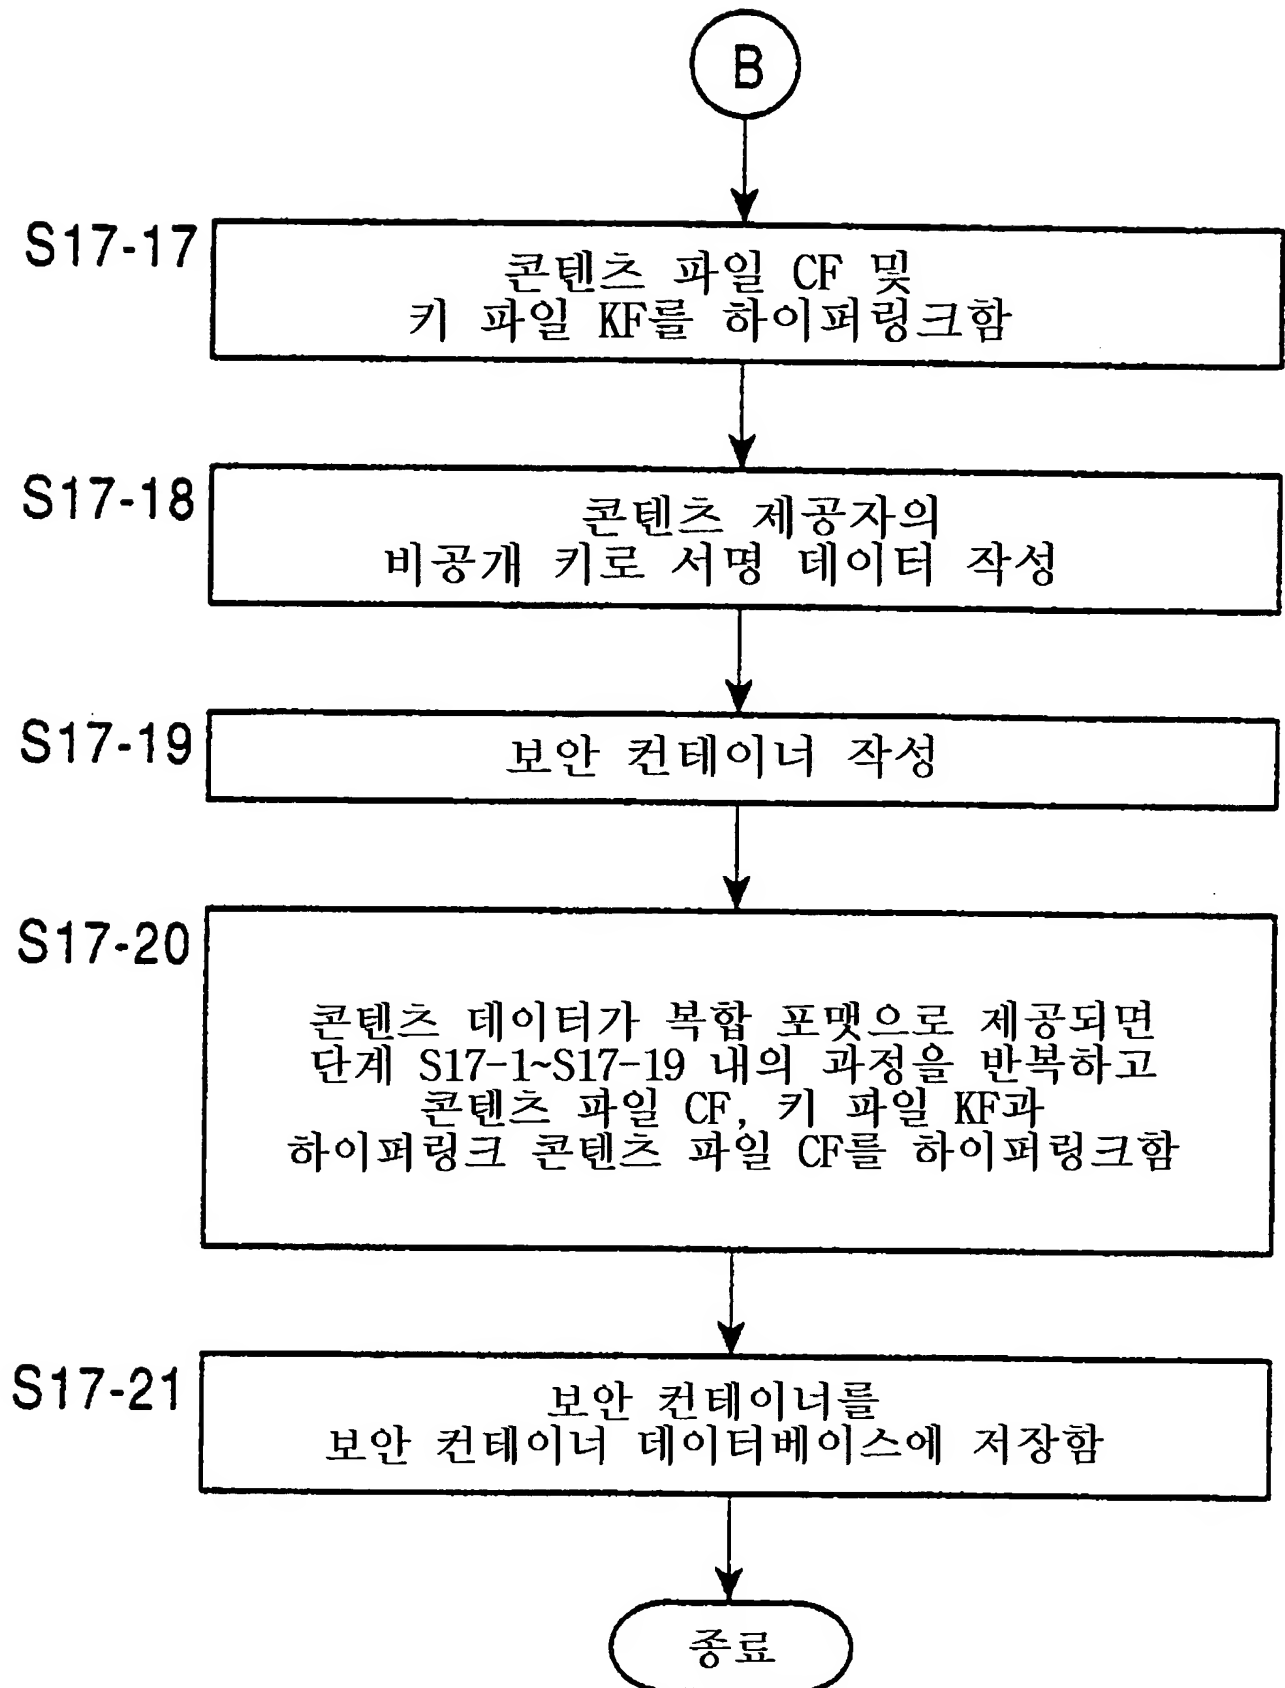 B
S17-17
콘텐츠 파일 CF 및
키 파일 KF를 하이퍼링크함
S17-18
콘텐츠 제공자의
비공개 키로 서명 데이터 작성
S17-19
보안 컨테이너 작성
S17-20
콘텐츠 데이터가 복합 포맷으로 제공되면
단계 S17-1~S17-19 내의 과정을 반복하고
콘텐츠 파일 CF, 키 파일 KF과
하이퍼링크 콘텐츠 파일 CF를 하이퍼링크함
S17-21
보안 컨테이너를
보안 컨테이너 데이터베이스에 저장함
종료